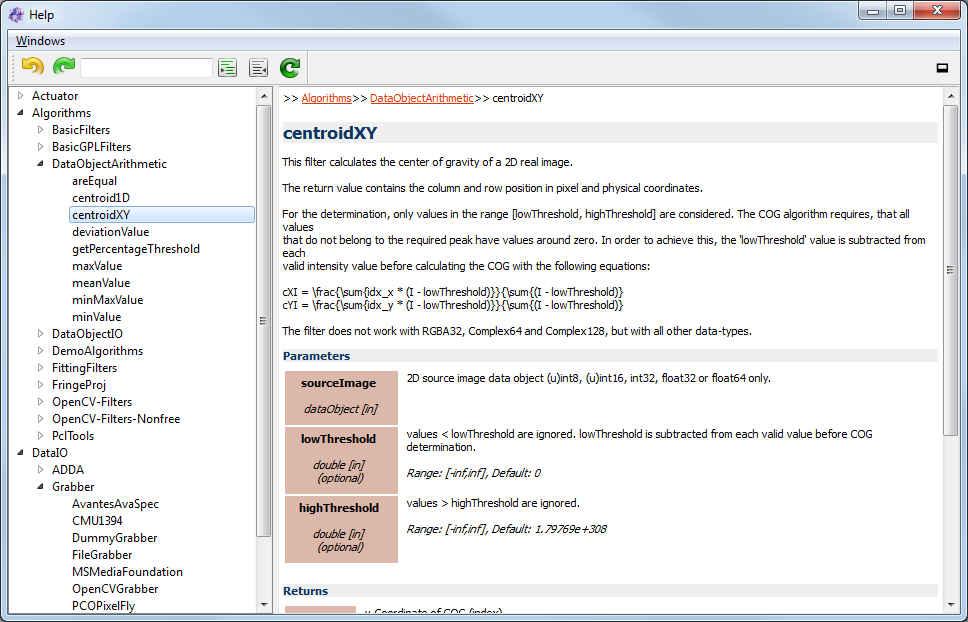 Help
Windows
Actuator
Algorithms
BasicFilters
BasicGPLFilters
DataObjectArithmetic
areEqual
centroid1D
centroidXY
deviationValue
getPercentageThreshold
maxValue
meanValue
minMaxValue
minValue
DataObjectIO
DemoAlgorithms
FittingFilters
FringeProj
OpenCV-Filters
OpenCV-Filters-Nonfree
PclTools
DataIO
ADDA
Grabber
AvantesAvaSpec
CMU1394
DummyGrabber
FileGrabber
MSMediaFoundation
OpenCVGrabber
PCOPixelFly
>> Algorithms>> DataObjectArithmetic>> centroidXY
centroidXY
This filter calculates the center of gravity of a 2D real image.
The return value contains the column and row position in pixel and physical coordinates.
For the determination, only values in the range [lowThreshold, highThreshold] are considered. The COG algorithm requires, that all
values
that do not belong to the required peak have values around zero. In order to achieve this, the 'lowThreshold' value is subtracted from
each
valid intensity value before calculating the COG with the following equations:
cXI = \frac{\sum{idx_x * (I - lowThreshold)}}{\sum{(I - lowThreshold)}
cYI = \frac{\sum{idx_y * (I - lowThreshold)}}{\sum{(I - lowThreshold)}
The filter does not work with RGBA32, Complex64 and Complex128, but with all other data-types.
Parameters
sourceImage
dataObject [in]
2D source image data object (u)int8, (u)int16, int32, float32 or float64 only.
lowThreshold
double [in]
(optional)
values < lowThreshold are ignored. lowThreshold is subtracted from each valid value before COG
determination.
Range: [-inf,inf], Default: 0
highThreshold
double [in]
(optional)
values > highThreshold are ignored.
Range: [-inf,inf], Default: 1.79769e+308
Returns
x-Coordinate of COG (index)